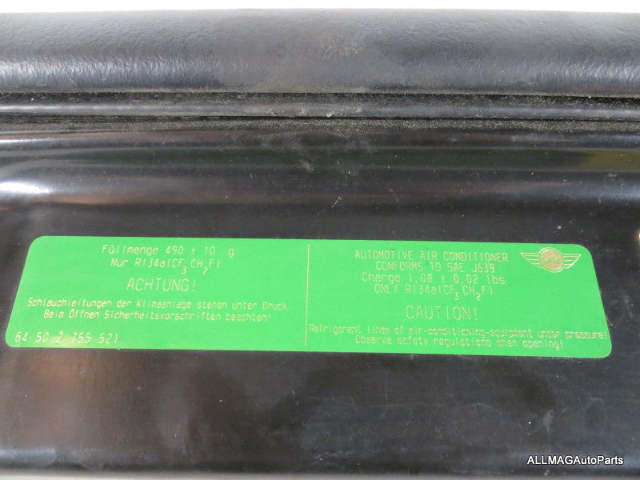 Füllmenge 490 ± 10 g
Nur R134a(CF3CH2F)
ACHTUNG!
Schlauchleitungen der Klimaanlage stehen unter Druck
Beim Öffnen Sicherheitsvorschriften beachten!
64 50 2 755 521
AUTOMOTIVE AIR CONDITIONER
CONFORMS TO SAE J639
Charge 1,08 ± 0,02 lbs
ONLY R134a(CF3CH2F)
CAUTION!
Refrigerant lines of air-conditioning-equipment under pressure!
Observe safety regulations when opening!
ALLMAGAutoParts